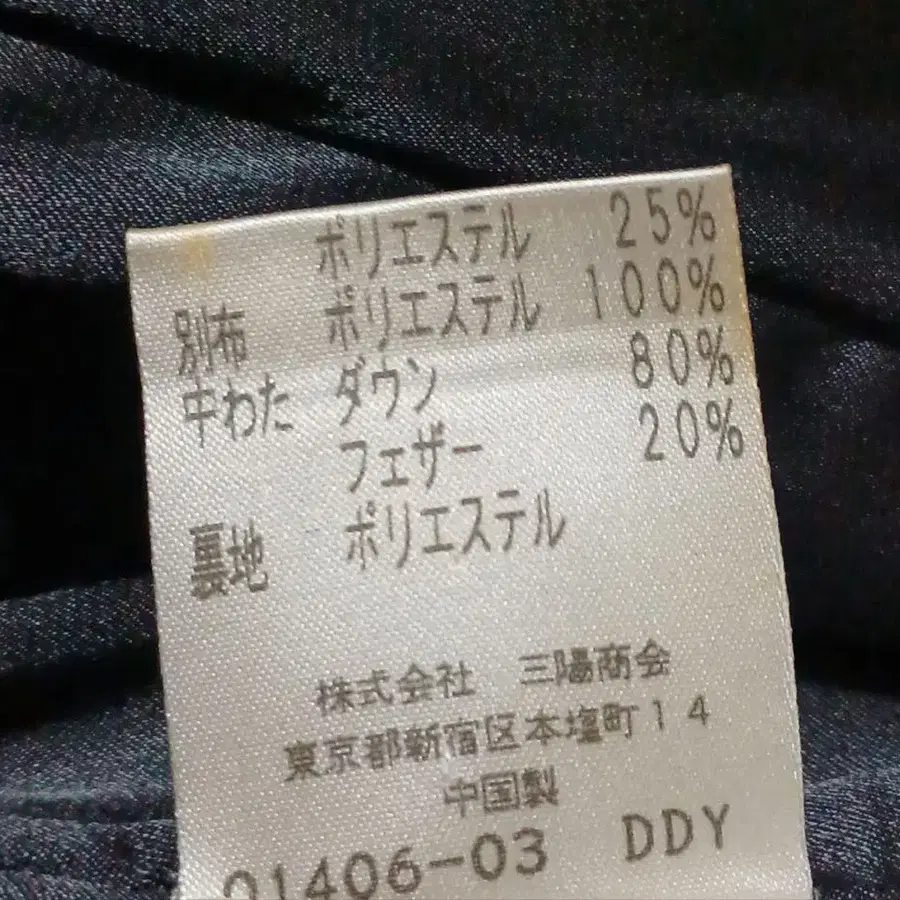 ポリエステル 25%
別布 ポリエステル 100%
中わた ダウン 80%
フェザー 20%
裏地 ポリエステル
株式会社 三陽商会
東京都新宿区本塩町14
中国製
01406-03 DDY